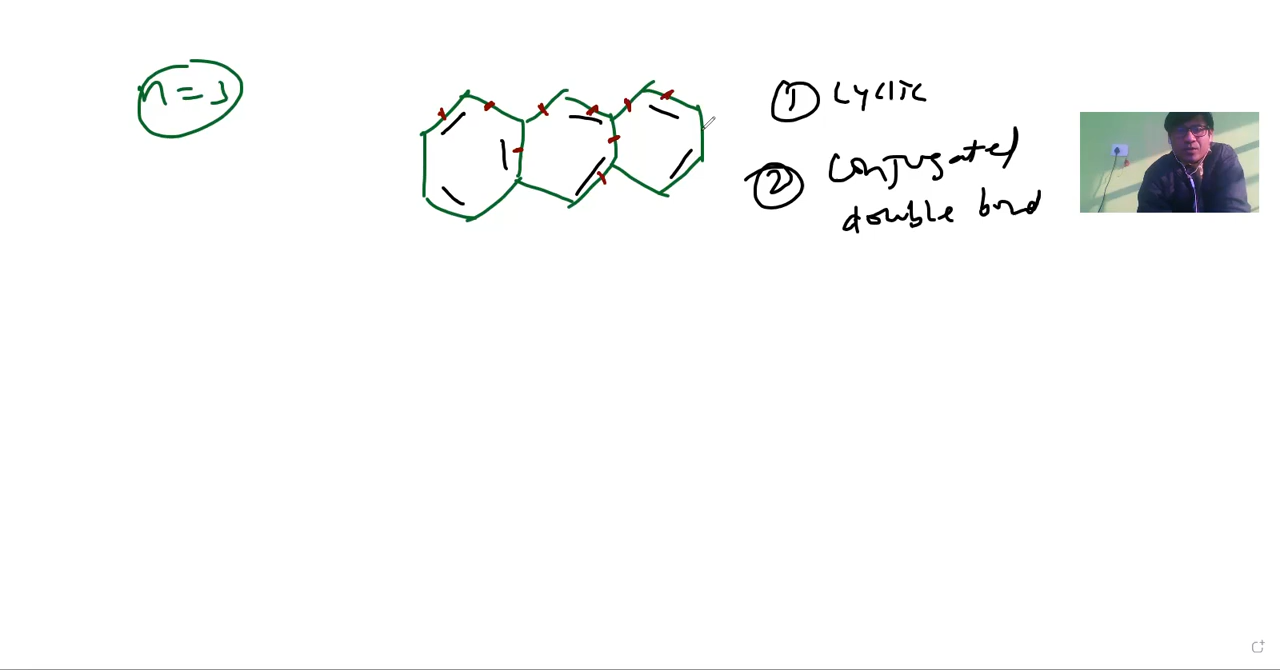 n=3
① Cyclic
② Conjugated
double bond